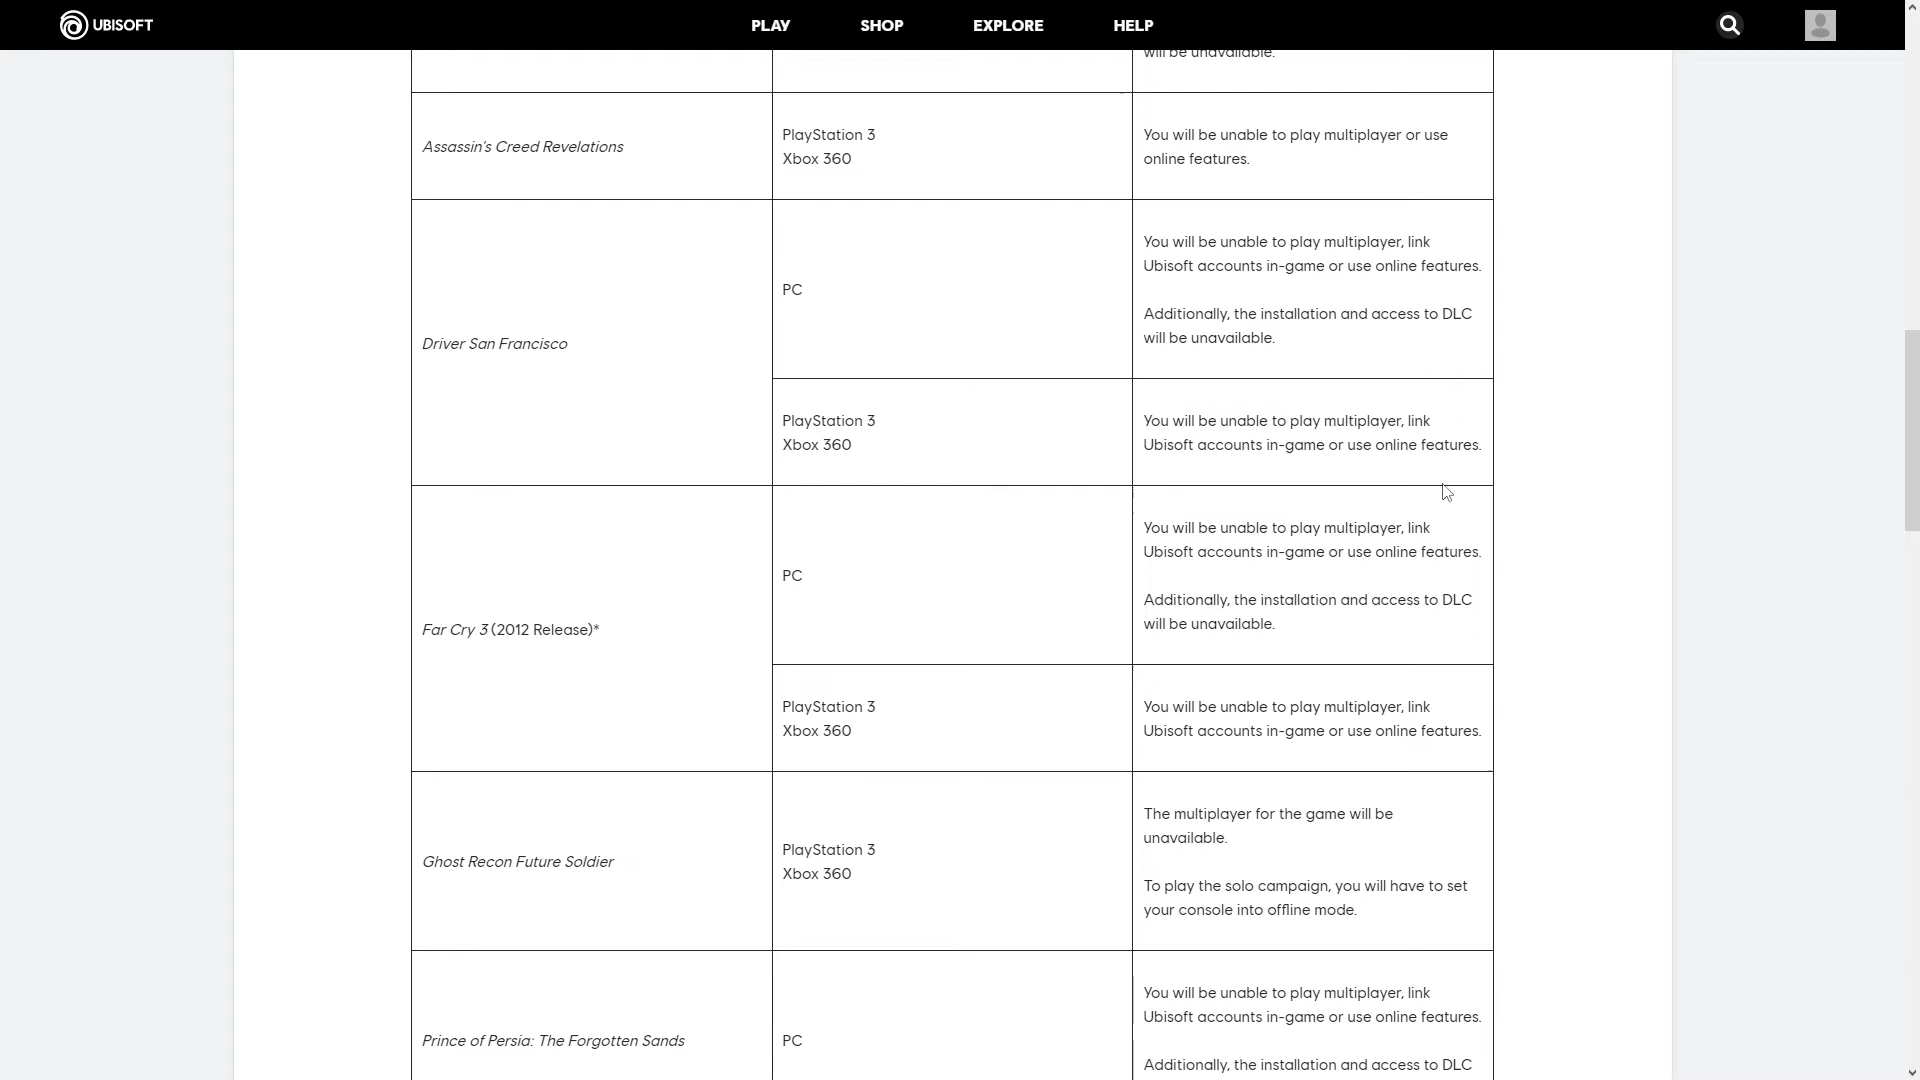 UBISOFT
PLAY
SHOP
EXPLORE
HELP
will be unavailable.
Assassin's Creed Revelations
PlayStation 3
Xbox 360
You will be unable to play multiplayer or use
online features.
Driver San Francisco
PC
You will be unable to play multiplayer, link
Ubisoft accounts in-game or use online features.
Additionally, the installation and access to DLC
will be unavailable.
PlayStation 3
Xbox 360
You will be unable to play multiplayer, link
Ubisoft accounts in-game or use online features.
Far Cry 3 (2012 Release)*
PC
You will be unable to play multiplayer, link
Ubisoft accounts in-game or use online features.
Additionally, the installation and access to DLC
will be unavailable.
PlayStation 3
Xbox 360
You will be unable to play multiplayer, link
Ubisoft accounts in-game or use online features.
Ghost Recon Future Soldier
PlayStation 3
Xbox 360
The multiplayer for the game will be
unavailable.
To play the solo campaign, you will have to set
your console into offline mode.
Prince of Persia: The Forgotten Sands
PC
You will be unable to play multiplayer, link
Ubisoft accounts in-game or use online features.
Additionally, the installation and access to DLC